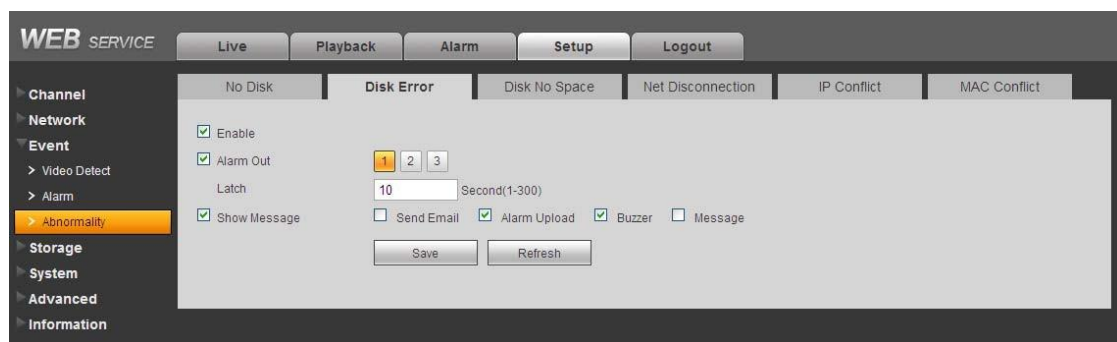 WEB SERVICE
Live Playback Alarm Setup Logout
No Disk Disk Error Disk No Space Net Disconnection IP Conflict MAC Conflict
Channel
Network
Event
> Video Detect
> Alarm
> Abnormality
Storage
System
Advanced
Information
Enable
Alarm Out 1 2 3
Latch 10 Second(1-300)
Show Message Send Email Alarm Upload Buzzer Message
Save Refresh